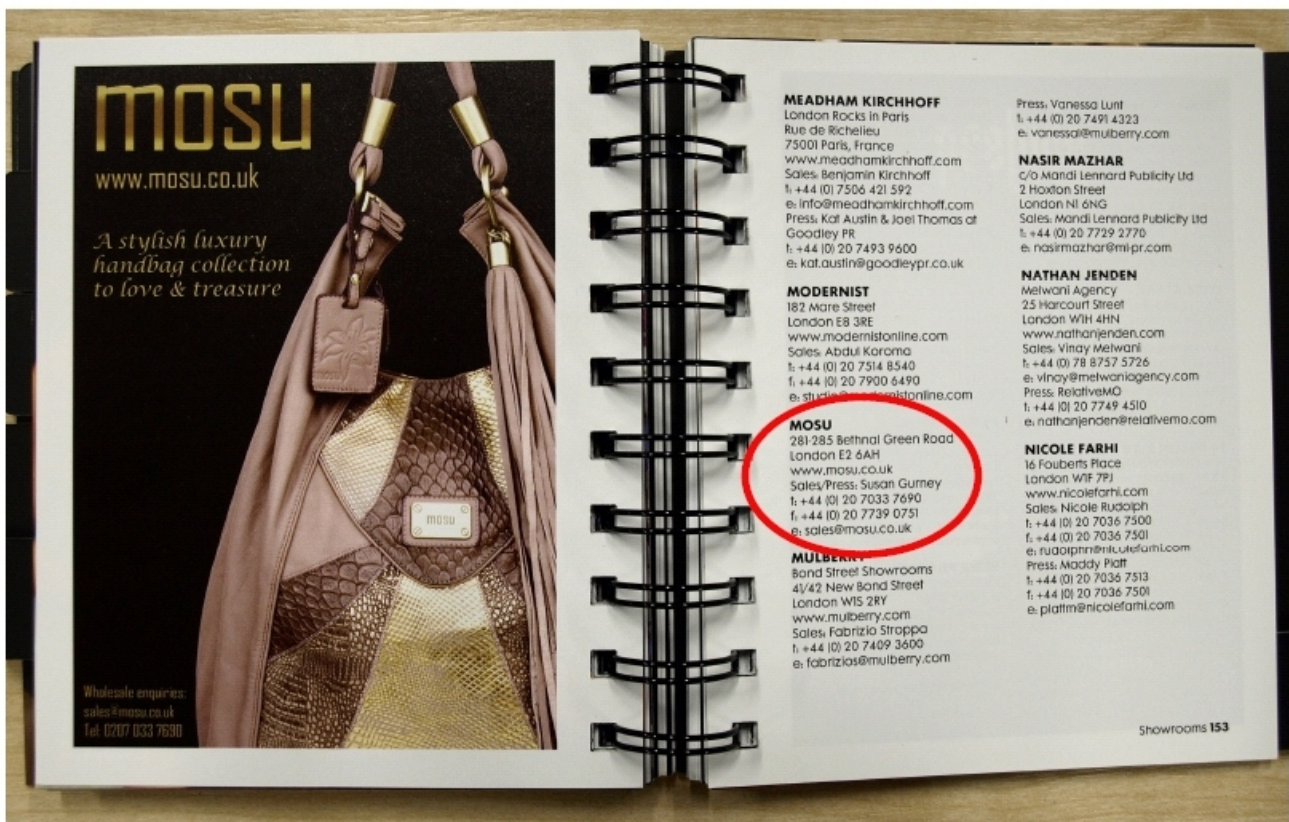 mosu
www.mosu.co.uk
A stylish luxury
handbag collection
to love & treasure
mosu
Wholesale enquiries:
sales@mosu.co.uk
Tel: 0207 033 7690
MEADHAM KIRCHHOFF
London Rocks in Paris
Rue de Richelieu
75001 Paris, France
www.meadhamkirchhoff.com
Sales: Benjamin Kirchhoff
t: +44 (0) 7506 421 592
e: info@meadhamkirchhoff.com
Press: Kat Austin & Joel Thomas at
Goodley PR
t: +44 (0) 20 7493 9600
e: kat.austin@goodleypr.co.uk
MODERNIST
182 Mare Street
London E8 3RE
www.modernistonline.com
Sales: Abdul Koroma
t: +44 (0) 20 7514 8540
f: +44 (0) 20 7900 6490
e: studio@modernistonline.com
MOSU
281-285 Bethnal Green Road
London E2 6AH
www.mosu.co.uk
Sales/Press: Susan Gurney
t: +44 (0) 20 7033 7690
f: +44 (0) 20 7739 0751
e: sales@mosu.co.uk
MULBERRY
Bond Street Showrooms
41/42 New Bond Street
London W1S 2RY
www.mulberry.com
Sales: Fabrizio Stroppa
t: +44 (0) 20 7409 3600
e: fabrizios@mulberry.com
Press: Vanessa Lunt
t: +44 (0) 20 7491 4323
e: vanessal@mulberry.com
NASIR MAZHAR
c/o Mandi Lennard Publicity Ltd
2 Hoxton Street
London N1 6NG
Sales: Mandi Lennard Publicity Ltd
t: +44 (0) 20 7729 2770
e: nasirmazhar@ml-pr.com
NATHAN JENDEN
Melwani Agency
25 Harcourt Street
London W1H 4HN
www.nathanjenden.com
Sales: Vinay Melwani
t: +44 (0) 78 8757 5726
e: vinay@melwaniagency.com
Press: RelativeMO
t: +44 (0) 20 7749 4510
e: nathanjenden@relativemo.com
NICOLE FARHI
16 Fouberts Place
London W1F 7PJ
www.nicolefarhi.com
Sales: Nicole Rudolph
t: +44 (0) 20 7036 7500
f: +44 (0) 20 7036 7501
e: rudolphn@nicolefarhi.com
Press: Maddy Platt
t: +44 (0) 20 7036 7513
f: +44 (0) 20 7036 7501
e: plattm@nicolefarhi.com
Showrooms 153